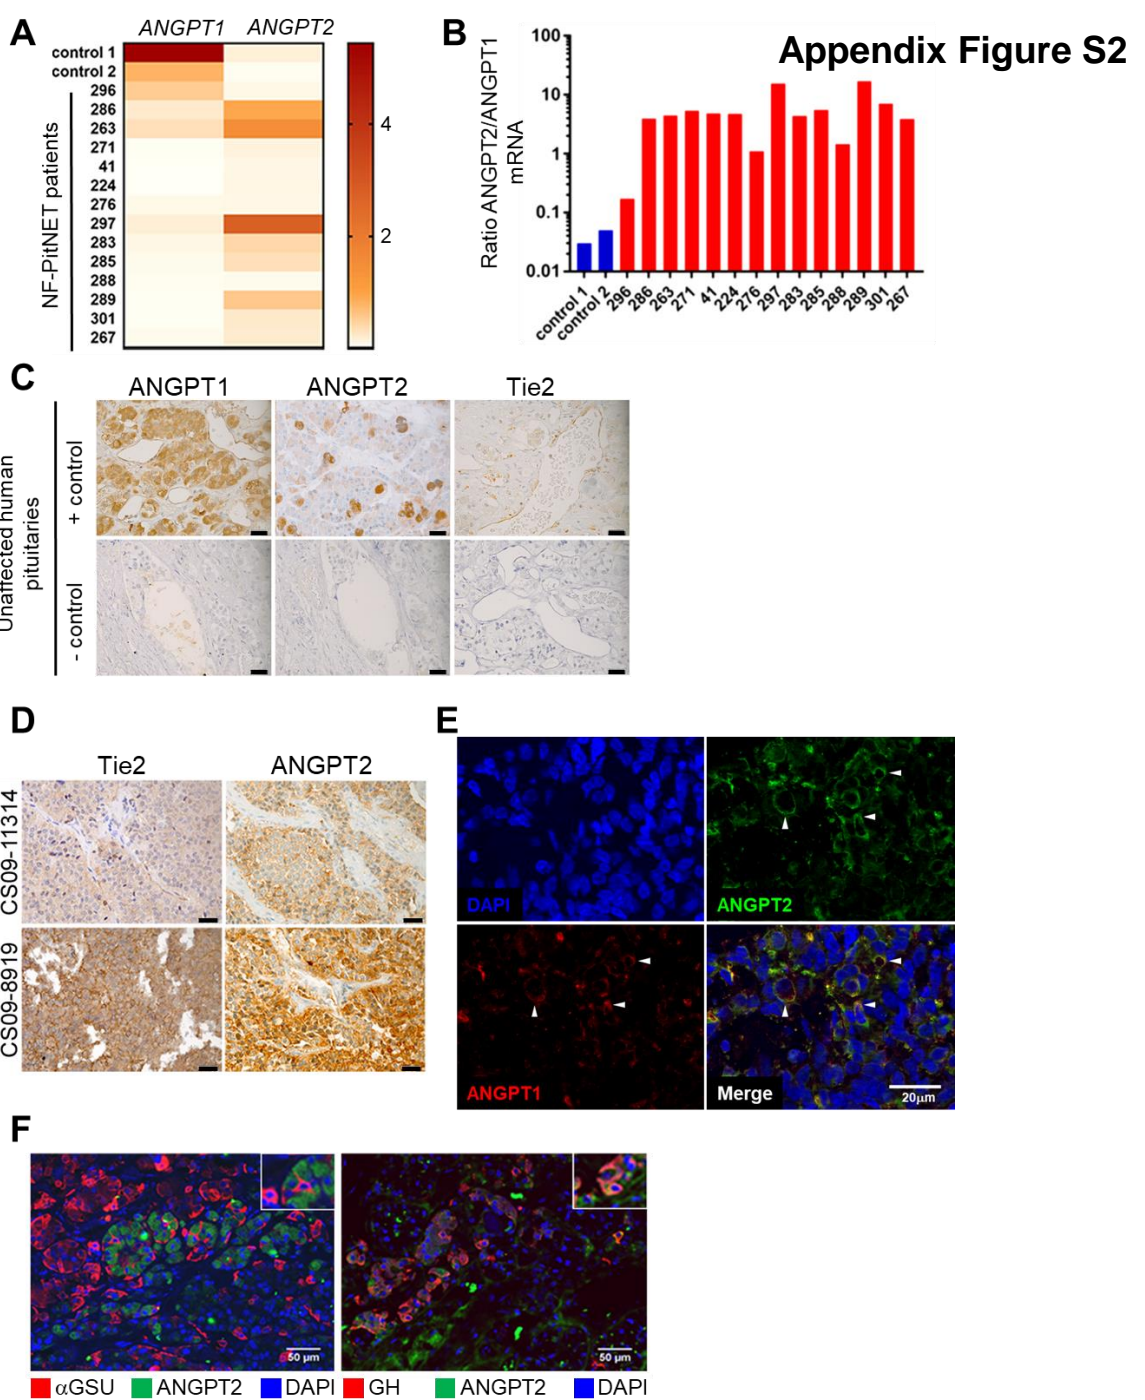 Appendix Figure S2
A
ANGPT1 ANGPT2
control 1
control 2
296
286
263
271
41
224
276
297
283
285
288
289
301
267
NF-PitNET patients
4
2
B
Ratio ANGPT2/ANGPT1
mRNA
100
10
1
0.1
0.01
control 1 control 2 296 286 263 271 41 224 276 297 283 285 288 289 301 267
C
ANGPT1 ANGPT2 Tie2
Unaffected human
pituitaries
+ control
- control
D
Tie2 ANGPT2
CS09-11314
CS09-8919
E
DAPI
ANGPT2
ANGPT1
Merge
20µm
F
50 µm
50 µm
αGSU ANGPT2 DAPI GH ANGPT2 DAPI